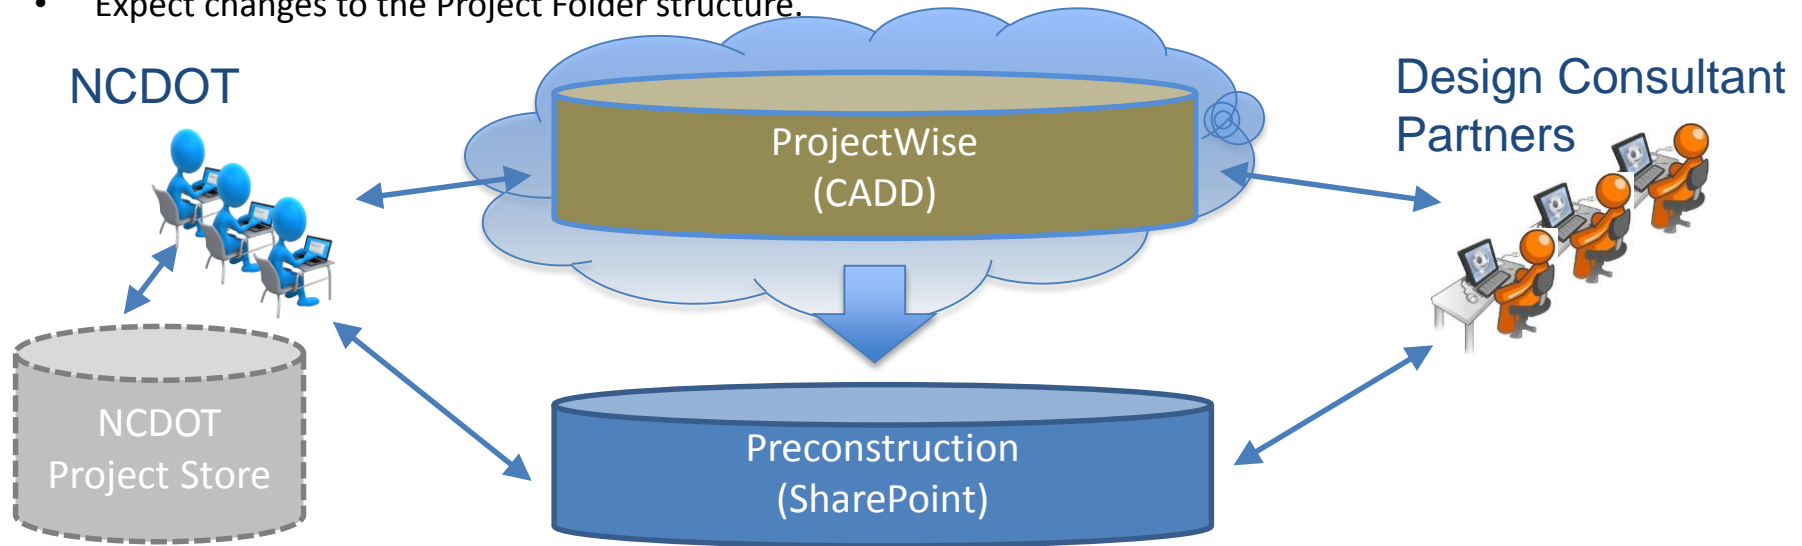 • Expect changes to the Project Folder structure.
NCDOT
Design Consultant
Partners
ProjectWise
(CADD)
NCDOT
Project Store
Preconstruction
(SharePoint)